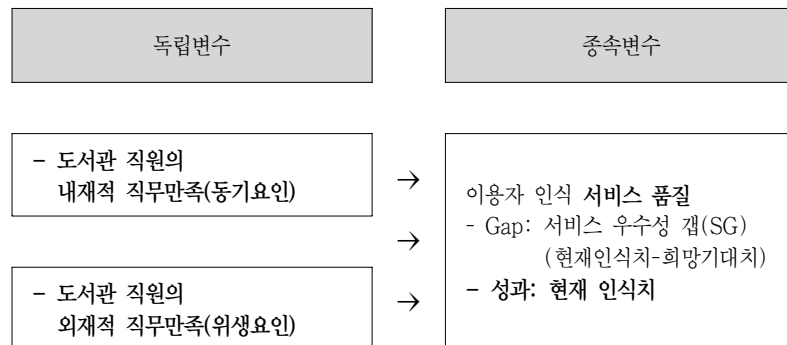 독립변수
종속변수
- 도서관 직원의
내재적 직무만족(동기요인)
→
→
→
- 도서관 직원의
외재적 직무만족(위생요인)
이용자 인식 서비스 품질
- Gap: 서비스 우수성 갭(SG)
(현재인식치-희망기대치)
- 성과: 현재 인식치